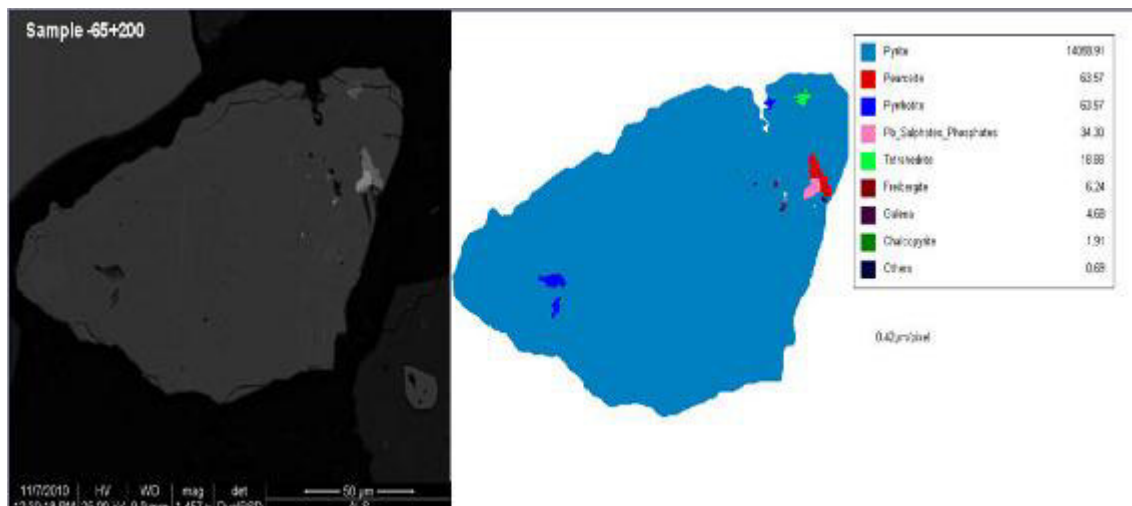 Sample -65+200
Pyrite 14098.91
Pearceite 63.57
Pyrrhotite 63.57
Pb_Sulphates_Phosphates 34.30
Tetrahedrite 18.88
Freibergite 6.24
Galena 4.68
Chalcopyrite 1.91
Others 0.69
0.42µm/pixel
11/7/2010 HV WD mag det
50 µm